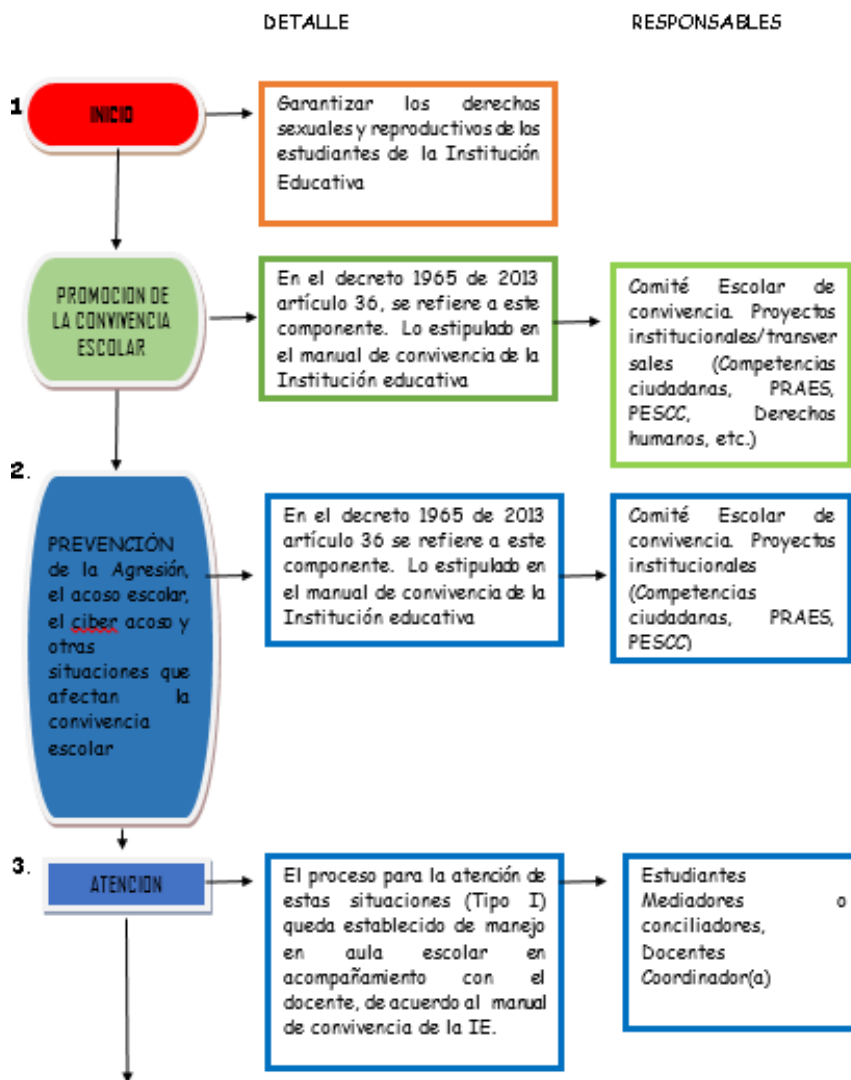 DETALLE RESPONSABLES
1
INICIO
Garantizar los derechos
sexuales y reproductivos de los
estudiantes de la Institución
Educativa
PROMOCION DE
LA CONVIVENCIA
ESCOLAR
En el decreto 1965 de 2013
artículo 36, se refiere a este
componente. Lo estipulado en
el manual de convivencia de la
Institución educativa
Comité Escolar de
convivencia. Proyectos
institucionales/transver
sales (Competencias
ciudadanas, PRAES,
PESCC, Derechos
humanos, etc.)
2.
PREVENCIÓN
de la Agresión,
el acoso escolar,
el ciber acoso y
otras
situaciones que
afectan la
convivencia
escolar
En el decreto 1965 de 2013
artículo 36 se refiere a este
componente. Lo estipulado en
el manual de convivencia de la
Institución educativa
Comité Escolar de
convivencia. Proyectos
institucionales
(Competencias
ciudadanas, PRAES,
PESCC)
3.
ATENCION
El proceso para la atención de
estas situaciones (Tipo I)
queda establecido de manejo
en aula escolar en
acompañamiento con el
docente, de acuerdo al manual
de convivencia de la IE.
Estudiantes
Mediadores o
conciliadores,
Docentes
Coordinador(a)